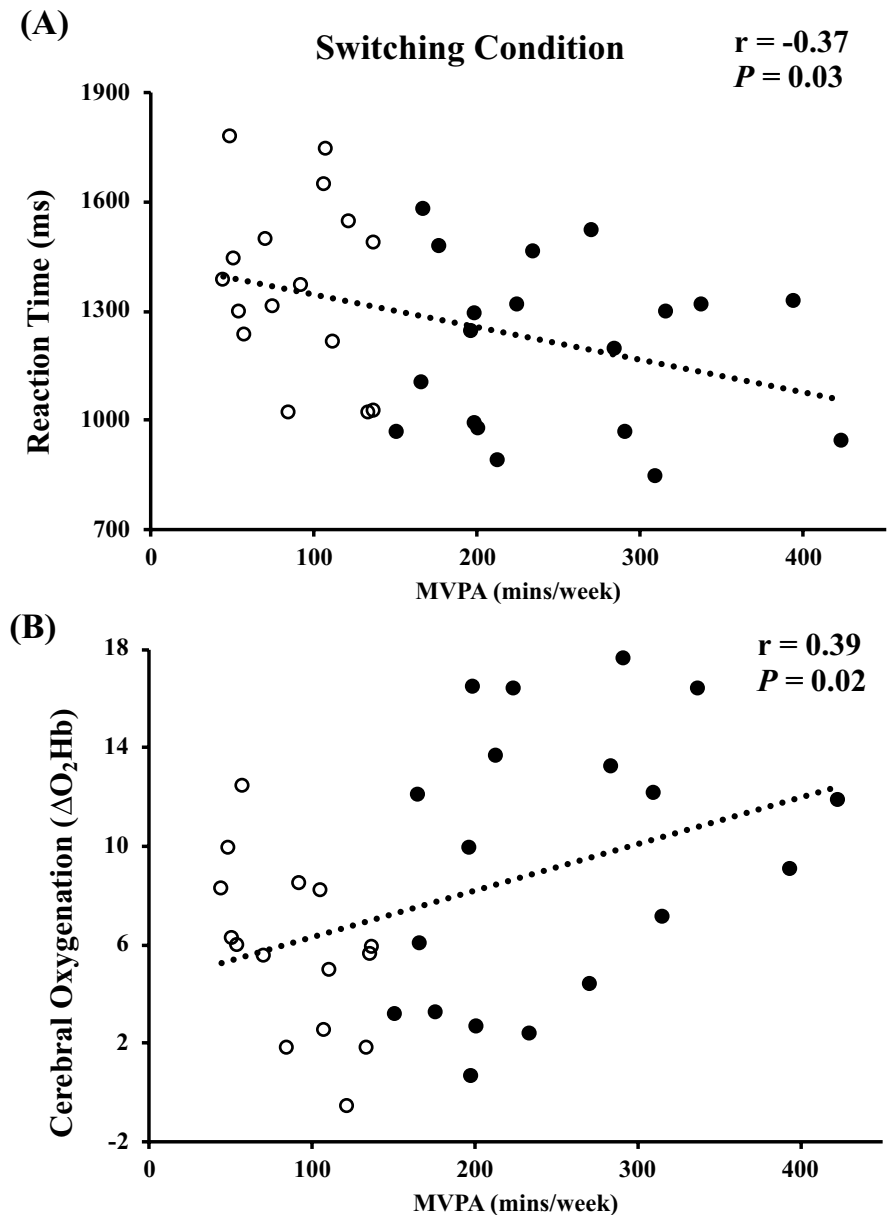 (A)
Switching Condition
r = -0.37
P = 0.03
1900
1600
1300
1000
700
Reaction Time (ms)
0 100 200 300 400
MVPA (mins/week)
(B)
r = 0.39
P = 0.02
18
14
10
6
2
-2
Cerebral Oxygenation (ΔO₂Hb)
0 100 200 300 400
MVPA (mins/week)